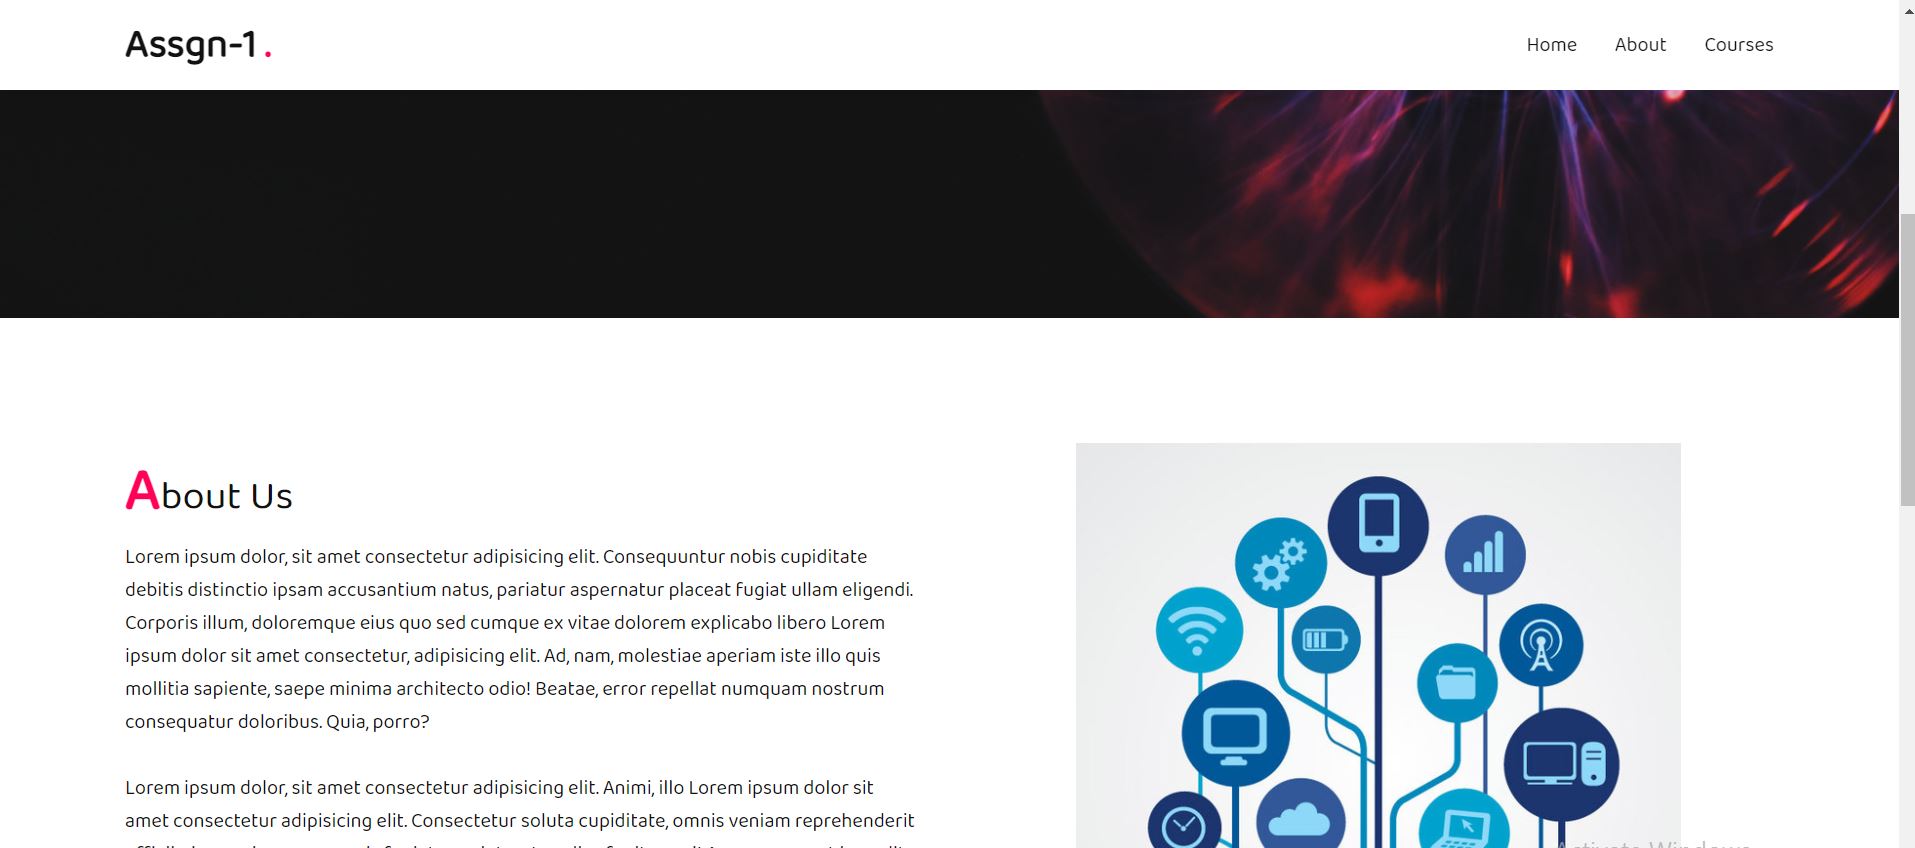 Assgn-1 .
Home About Courses
About Us
Lorem ipsum dolor, sit amet consectetur adipisicing elit. Consequuntur nobis cupiditate
debitis distinctio ipsam accusantium natus, pariatur aspernatur placeat fugiat ullam eligendi.
Corporis illum, doloremque eius quo sed cumque ex vitae dolorem explicabo libero Lorem
ipsum dolor sit amet consectetur, adipisicing elit. Ad, nam, molestiae aperiam iste illo quis
mollitia sapiente, saepe minima architecto odio! Beatae, error repellat numquam nostrum
consequatur doloribus. Quia, porro?
Lorem ipsum dolor, sit amet consectetur adipisicing elit. Animi, illo Lorem ipsum dolor sit
amet consectetur adipisicing elit. Consectetur soluta cupiditate, omnis veniam reprehenderit
Activate Windows